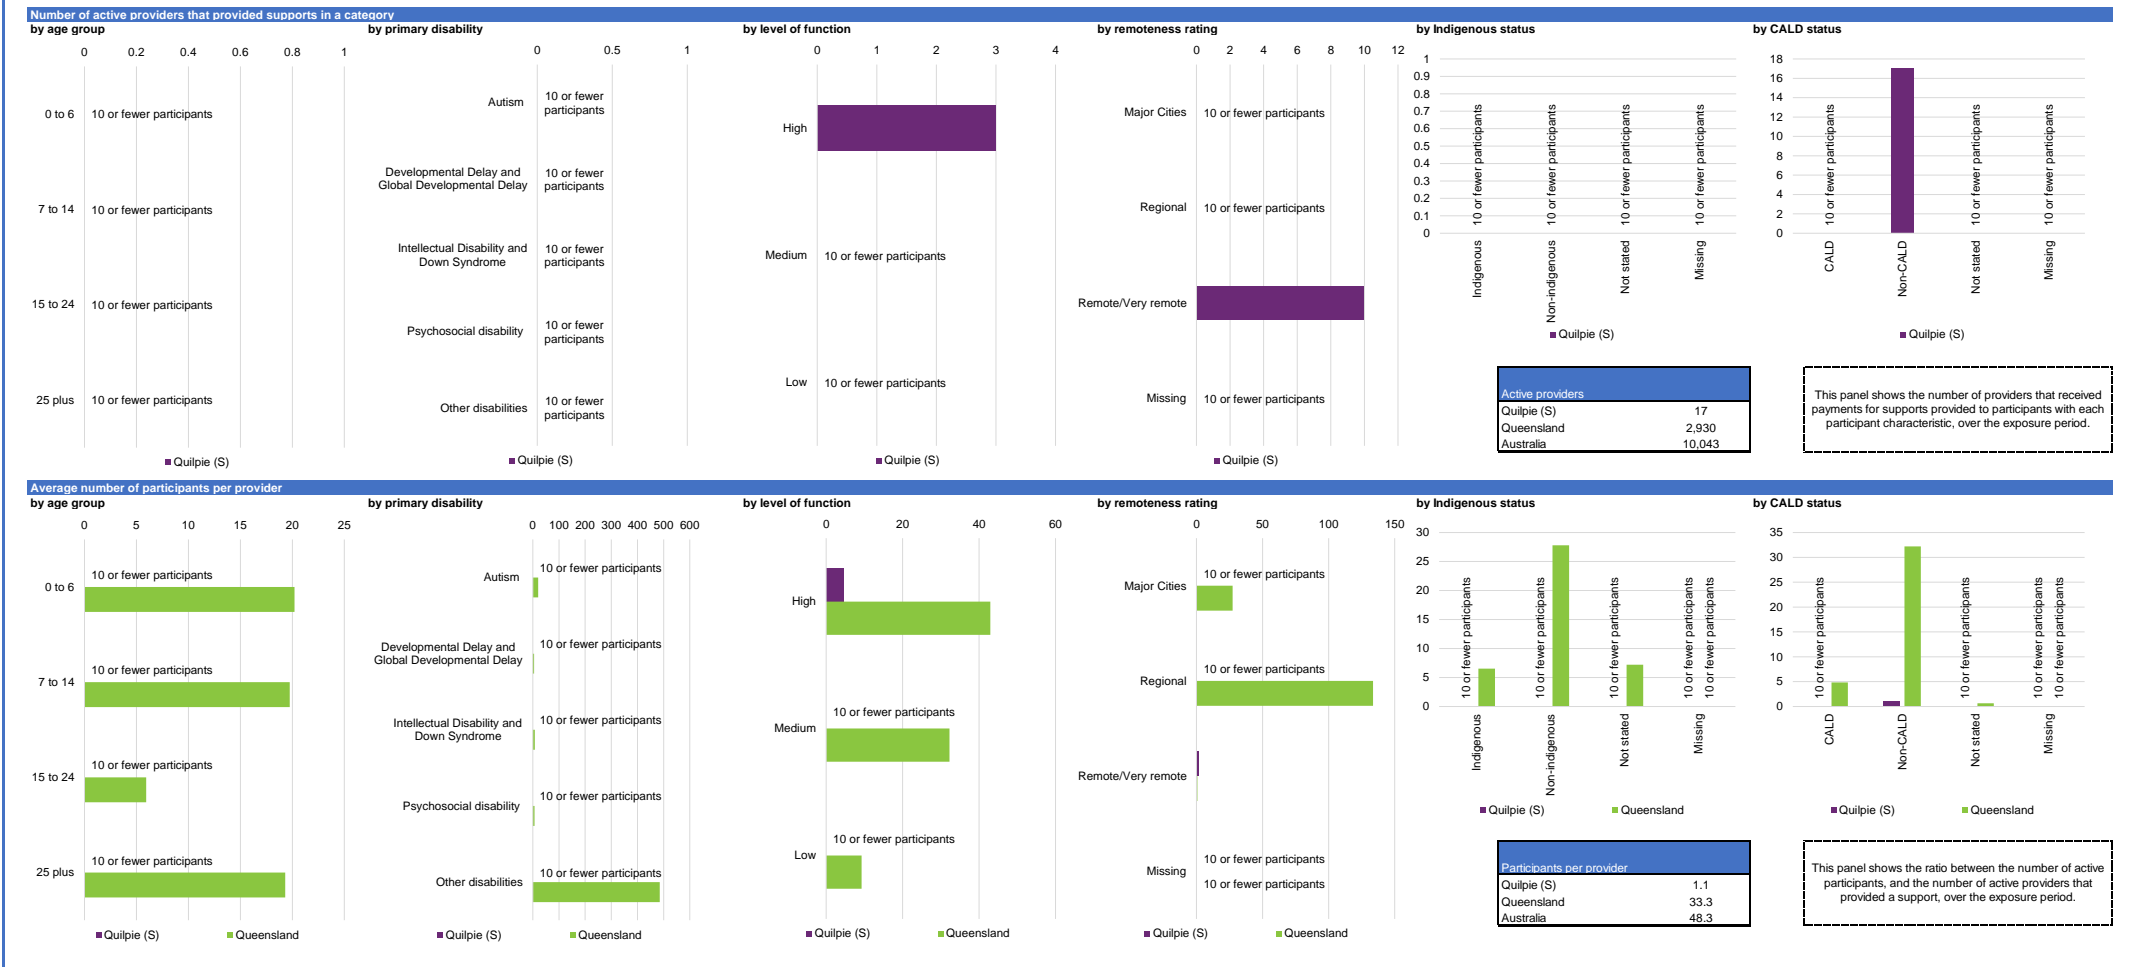 Number of active providers that provided supports in a category
by age group
0 0.2 0.4 0.6 0.8 1
0 to 6 10 or fewer participants
7 to 14 10 or fewer participants
15 to 24 10 or fewer participants
25 plus 10 or fewer participants
Quilpie (S)
by primary disability
0 0.5 1
Autism
10 or fewer
participants
Developmental Delay and
Global Developmental Delay
10 or fewer
participants
Intellectual Disability and
Down Syndrome
10 or fewer
participants
Psychosocial disability
10 or fewer
participants
Other disabilities
10 or fewer
participants
Quilpie (S)
by level of function
0 1 2 3 4
High
Medium 10 or fewer participants
Low 10 or fewer participants
Quilpie (S)
by remoteness rating
0 2 4 6 8 10 12
Major Cities 10 or fewer participants
Regional 10 or fewer participants
Remote/Very remote
Missing 10 or fewer participants
Quilpie (S)
by Indigenous status
1
0.9
0.8
0.7
0.6
0.5
0.4
0.3
0.2
0.1
0
10 or fewer participants
10 or fewer participants
10 or fewer participants
10 or fewer participants
Indigenous
Non-indigenous
Not stated
Missing
Quilpie (S)
by CALD status
18
16
14
12
10
8
6
4
2
0
10 or fewer participants
10 or fewer participants
10 or fewer participants
CALD
Non-CALD
Not stated
Missing
Quilpie (S)
Active providers
Quilpie (S) 17
Queensland 2,930
Australia 10,043
This panel shows the number of providers that received
payments for supports provided to participants with each
participant characteristic, over the exposure period.
Average number of participants per provider
by age group
0 5 10 15 20 25
10 or fewer participants
0 to 6
10 or fewer participants
7 to 14
10 or fewer participants
15 to 24
10 or fewer participants
25 plus
Quilpie (S) Queensland
by primary disability
0 100 200 300 400 500 600
10 or fewer participants
Autism
10 or fewer participants
Developmental Delay and
Global Developmental Delay
10 or fewer participants
Intellectual Disability and
Down Syndrome
10 or fewer participants
Psychosocial disability
10 or fewer participants
Other disabilities
Quilpie (S) Queensland
by level of function
0 20 40 60
High
10 or fewer participants
Medium
10 or fewer participants
Low
Quilpie (S) Queensland
by remoteness rating
0 50 100 150
10 or fewer participants
Major Cities
10 or fewer participants
Regional
Remote/Very remote
10 or fewer participants
Missing
10 or fewer participants
Quilpie (S) Queensland
by Indigenous status
30
25
20
15
10
5
0
10 or fewer participants
10 or fewer participants
10 or fewer participants
10 or fewer participants
10 or fewer participants
Indigenous
Non-indigenous
Not stated
Missing
Quilpie (S) Queensland
by CALD status
35
30
25
20
15
10
5
0
10 or fewer participants
10 or fewer participants
10 or fewer participants
10 or fewer participants
CALD
Non-CALD
Not stated
Missing
Quilpie (S) Queensland
Participants per provider
Quilpie (S) 1.1
Queensland 33.3
Australia 48.3
This panel shows the ratio between the number of active
participants, and the number of active providers that
provided a support, over the exposure period.